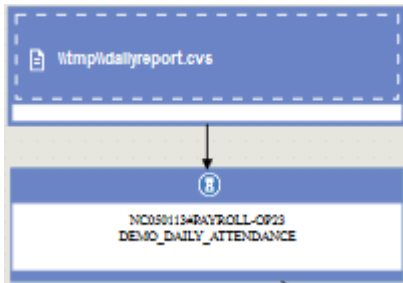 \\tmp\\dailyreport.cvs
NC050113#PAYROLL-OP23
DEMO_DAILY_ATTENDANCE